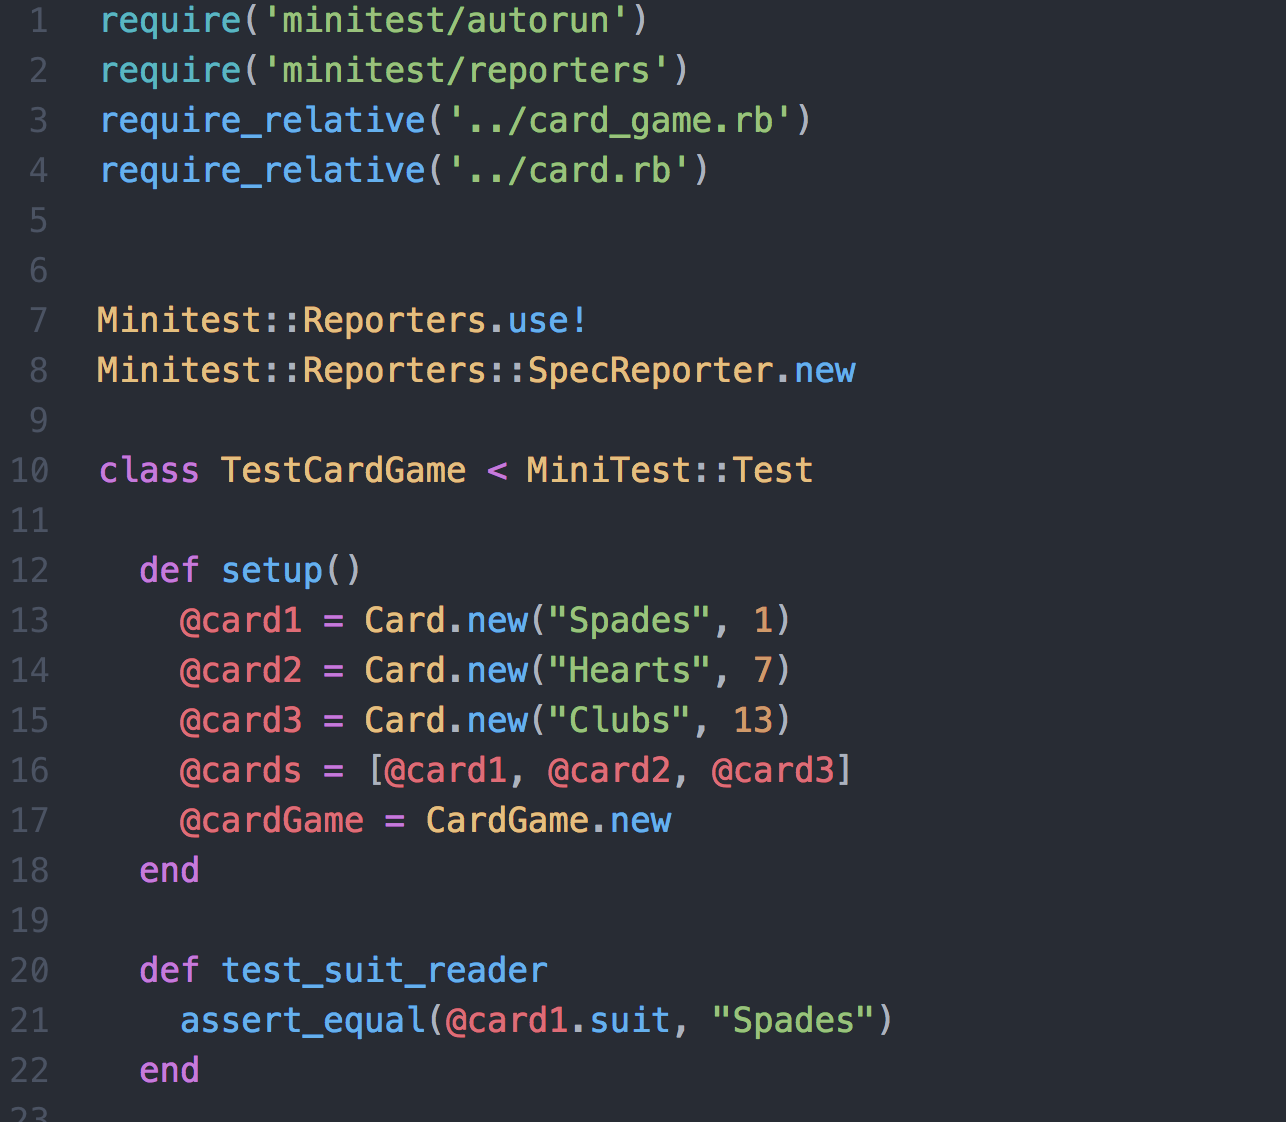 1 require('minitest/autorun')
2 require('minitest/reporters')
3 require_relative('../card_game.rb')
4 require_relative('../card.rb')
5
6
7 Minitest::Reporters.use!
8 Minitest::Reporters::SpecReporter.new
9
10 class TestCardGame < MiniTest::Test
11
12   def setup()
13     @card1 = Card.new("Spades", 1)
14     @card2 = Card.new("Hearts", 7)
15     @card3 = Card.new("Clubs", 13)
16     @cards = [@card1, @card2, @card3]
17     @cardGame = CardGame.new
18   end
19
20   def test_suit_reader
21     assert_equal(@card1.suit, "Spades")
22   end
23